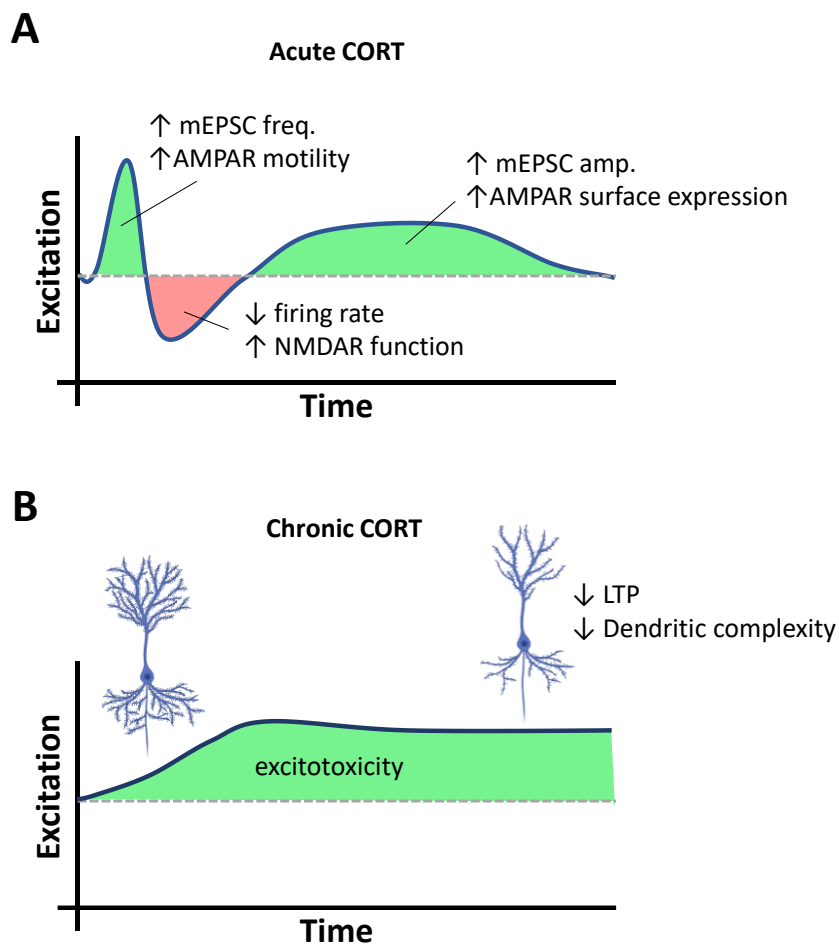 A
Acute CORT
↑ mEPSC freq.
↑AMPAR motility
↑ mEPSC amp.
↑AMPAR surface expression
Excitation
↓ firing rate
↑ NMDAR function
Time
B
Chronic CORT
↓ LTP
↓ Dendritic complexity
Excitation
excitotoxicity
Time